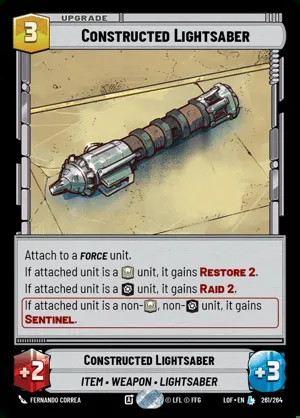 UPGRADE
3
CONSTRUCTED LIGHTSABER
Attach to a FORCE unit.
If attached unit is a unit, it gains RESTORE 2.
If attached unit is a unit, it gains RAID 2.
If attached unit is a non- , non- unit, it gains
SENTINEL.
CONSTRUCTED LIGHTSABER
+2
ITEM • WEAPON • LIGHTSABER
+3
FERNANDO CORREA
© LFL © FFG
LOF • EN
261/264